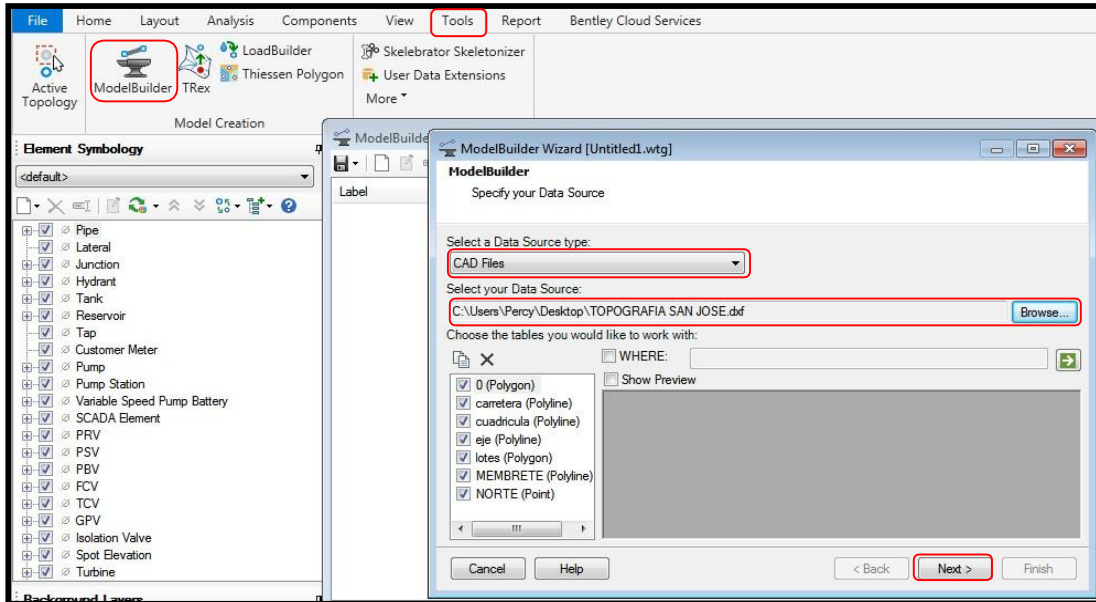 File Home Layout Analysis Components View Tools Report Bentley Cloud Services
Active Topology
ModelBuilder
TRex
LoadBuilder
Thiessen Polygon
Skelebrator Skeletonizer
User Data Extensions
More
Model Creation
Element Symbology
<default>
Pipe
Lateral
Junction
Hydrant
Tank
Reservoir
Tap
Customer Meter
Pump
Pump Station
Variable Speed Pump Battery
SCADA Element
PRV
PSV
PBV
FCV
TCV
GPV
Isolation Valve
Spot Elevation
Turbine
Background Layers
ModelBuilde
Label
ModelBuilder Wizard [Untitled1.wtg]
ModelBuilder
Specify your Data Source
Select a Data Source type:
CAD Files
Select your Data Source:
C:\Users\Percy\Desktop\TOPOGRAFIA SAN JOSE.dxf Browse...
Choose the tables you would like to work with:
WHERE:
Show Preview
0 (Polygon)
carretera (Polyline)
cuadricula (Polyline)
eje (Polyline)
lotes (Polygon)
MEMBRETE (Polyline)
NORTE (Point)
Cancel Help < Back Next > Finish